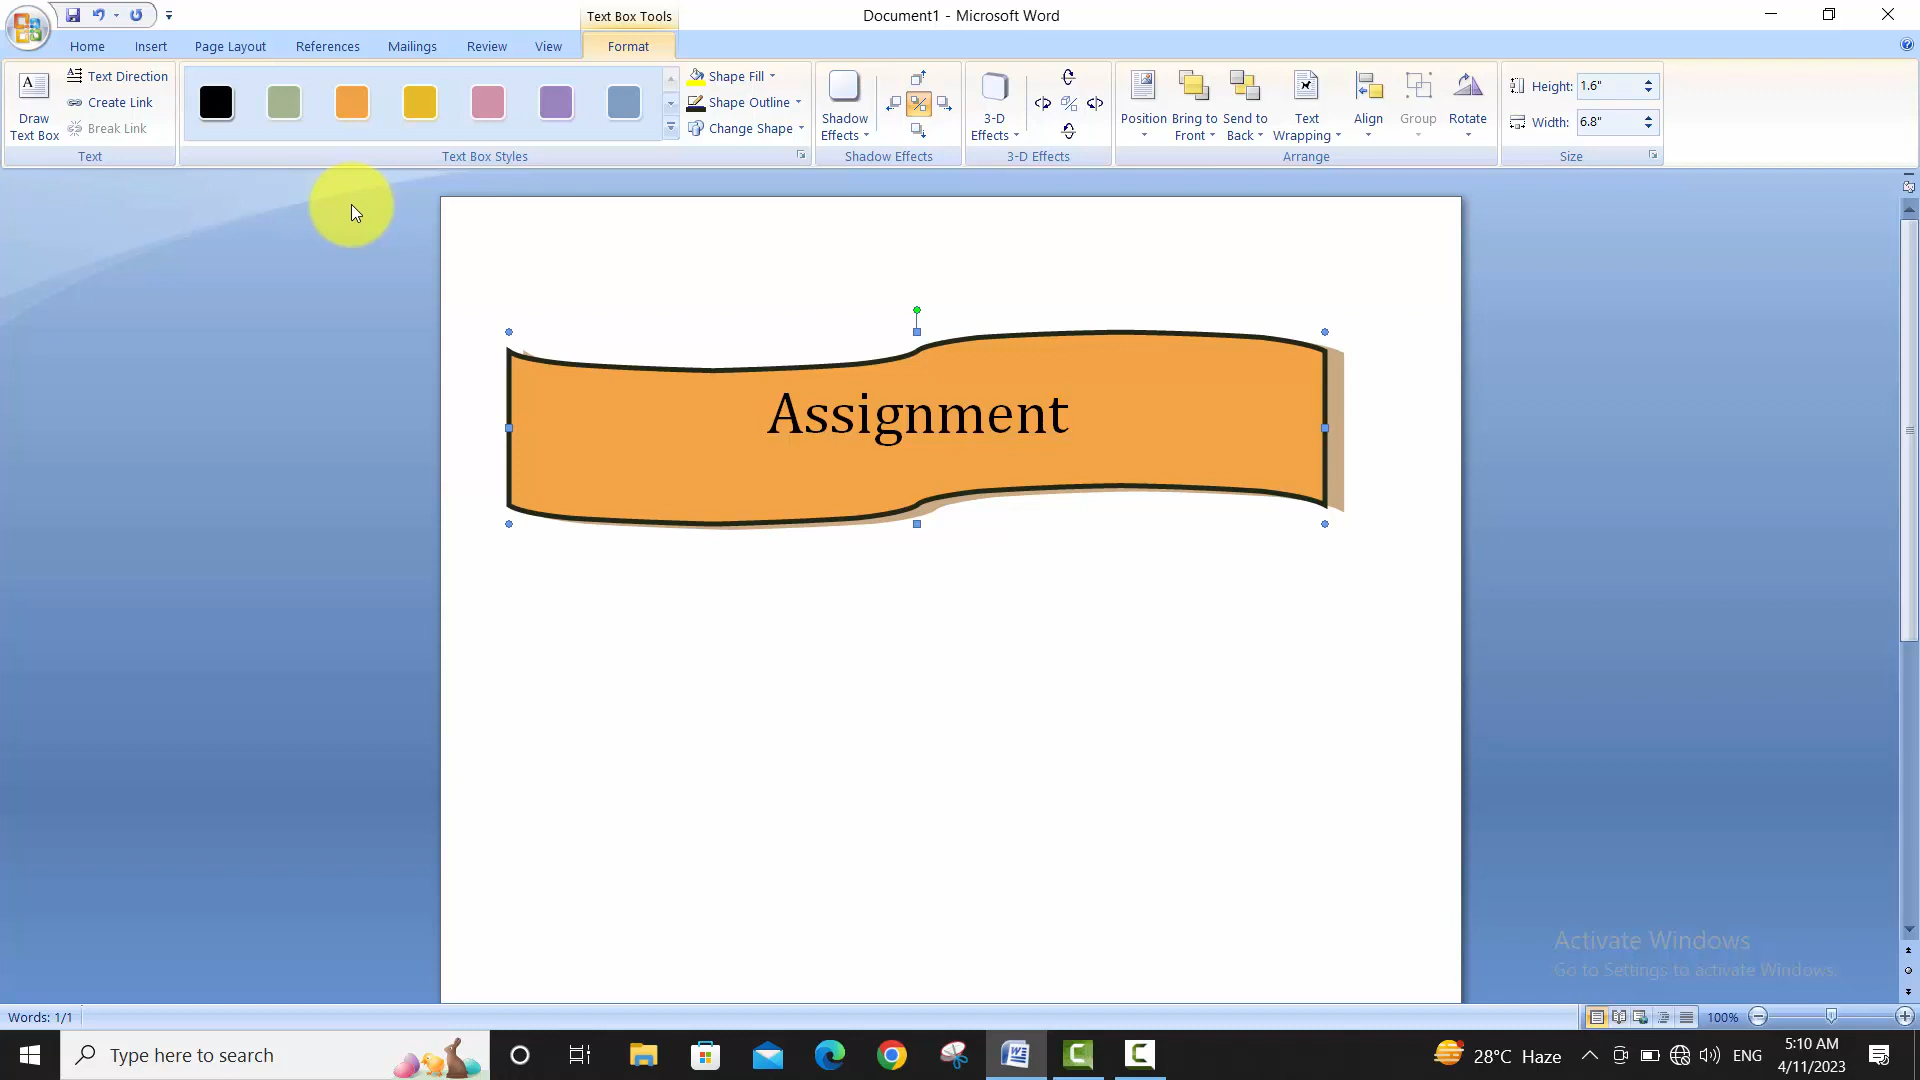 Text Box Tools
Document1 - Microsoft Word
Home Insert Page Layout References Mailings Review View Format
Draw Text Box
Text Direction
Create Link
Break Link
Text
Shape Fill
Shape Outline
Change Shape
Text Box Styles
Shadow Effects
Shadow Effects
3-D Effects
3-D Effects
Position
Bring to Front
Send to Back
Text Wrapping
Align
Group
Rotate
Arrange
Height: 1.6"
Width: 6.8"
Size
Assignment
Activate Windows
Go to Settings to activate Windows.
Words: 1/1
100%
Type here to search
28°C Haze
ENG
5:10 AM
4/11/2023